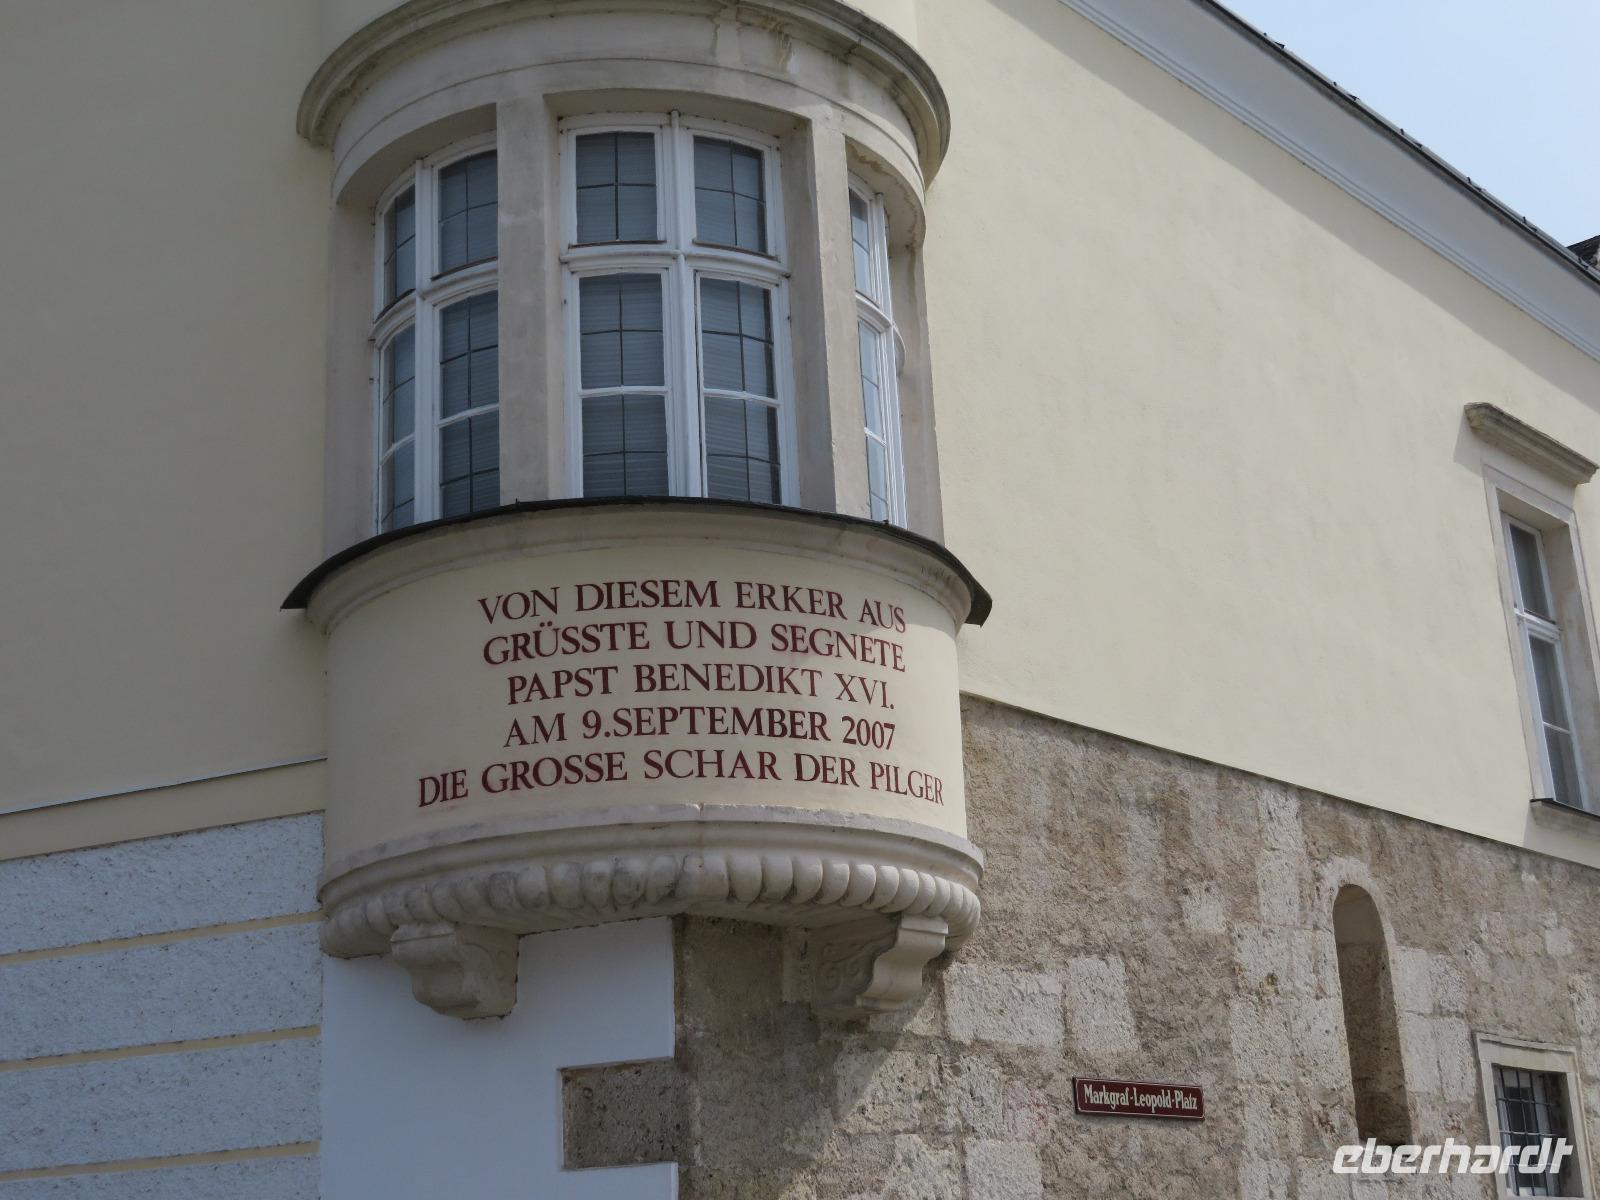 VON DIESEM ERKER AUS
GRÜSSTE UND SEGNETE
PAPST BENEDIKT XVI.
AM 9.SEPTEMBER 2007
DIE GROSSE SCHAR DER PILGER
Markgraf-Leopold-Platz
eberhardt